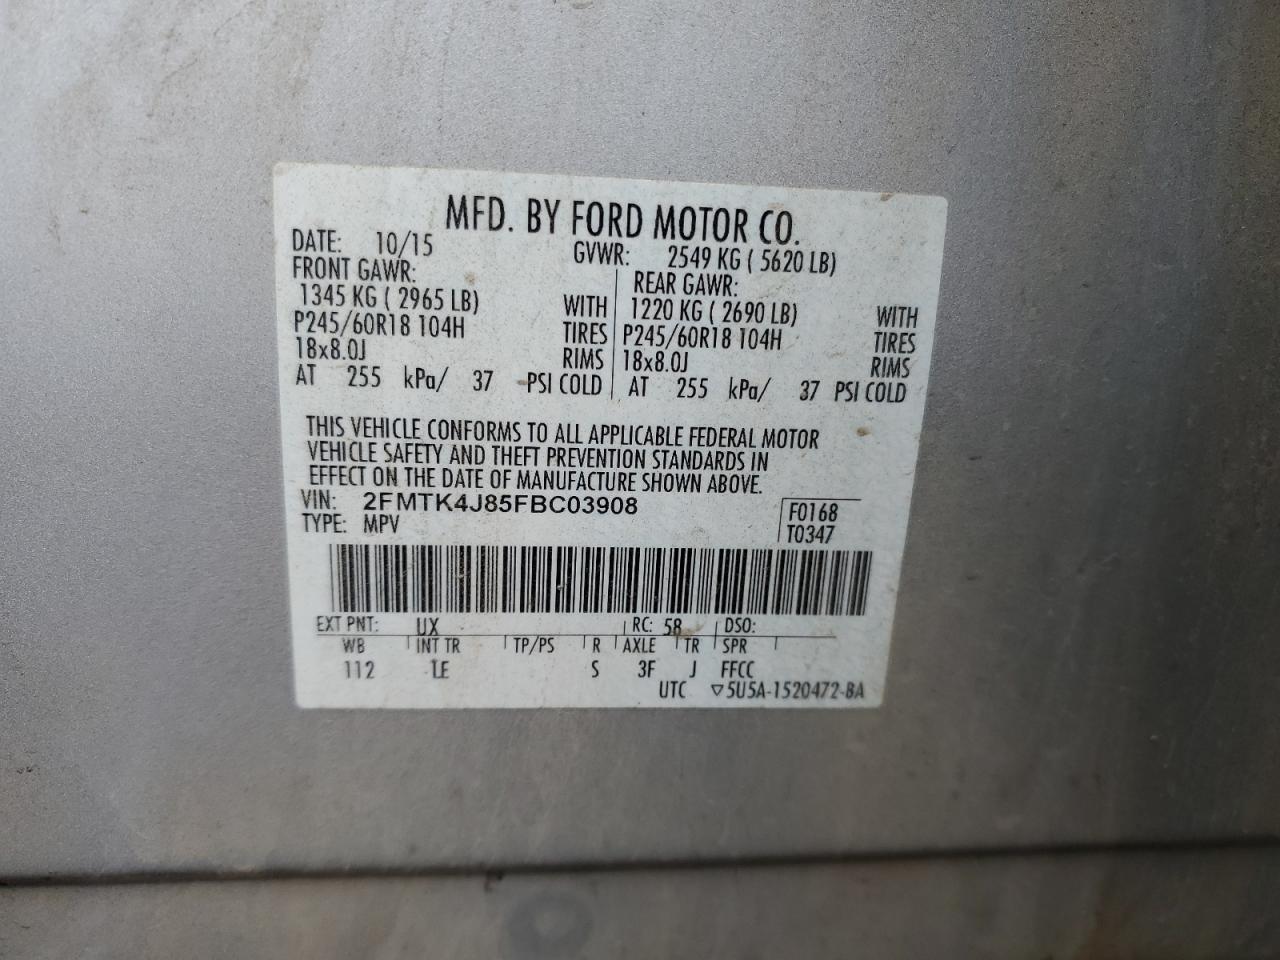 MFD. BY FORD MOTOR CO.
DATE: 10/15 GVWR: 2549 KG ( 5620 LB)
FRONT GAWR: REAR GAWR:
1345 KG ( 2965 LB) WITH 1220 KG ( 2690 LB) WITH
P245/60R18 104H TIRES P245/60R18 104H TIRES
18x8.0J RIMS 18x8.0J RIMS
AT 255 kPa/ 37 PSI COLD AT 255 kPa/ 37 PSI COLD
THIS VEHICLE CONFORMS TO ALL APPLICABLE FEDERAL MOTOR
VEHICLE SAFETY AND THEFT PREVENTION STANDARDS IN
EFFECT ON THE DATE OF MANUFACTURE SHOWN ABOVE.
VIN: 2FMTK4J85FBC03908 F0168
TYPE: MPV T0347
EXT PNT: UX RC: 58 DSO:
WB INT TR TP/PS R AXLE TR SPR
112 LE S 3F J FFCC
UTC ▽5U5A-1520472-BA